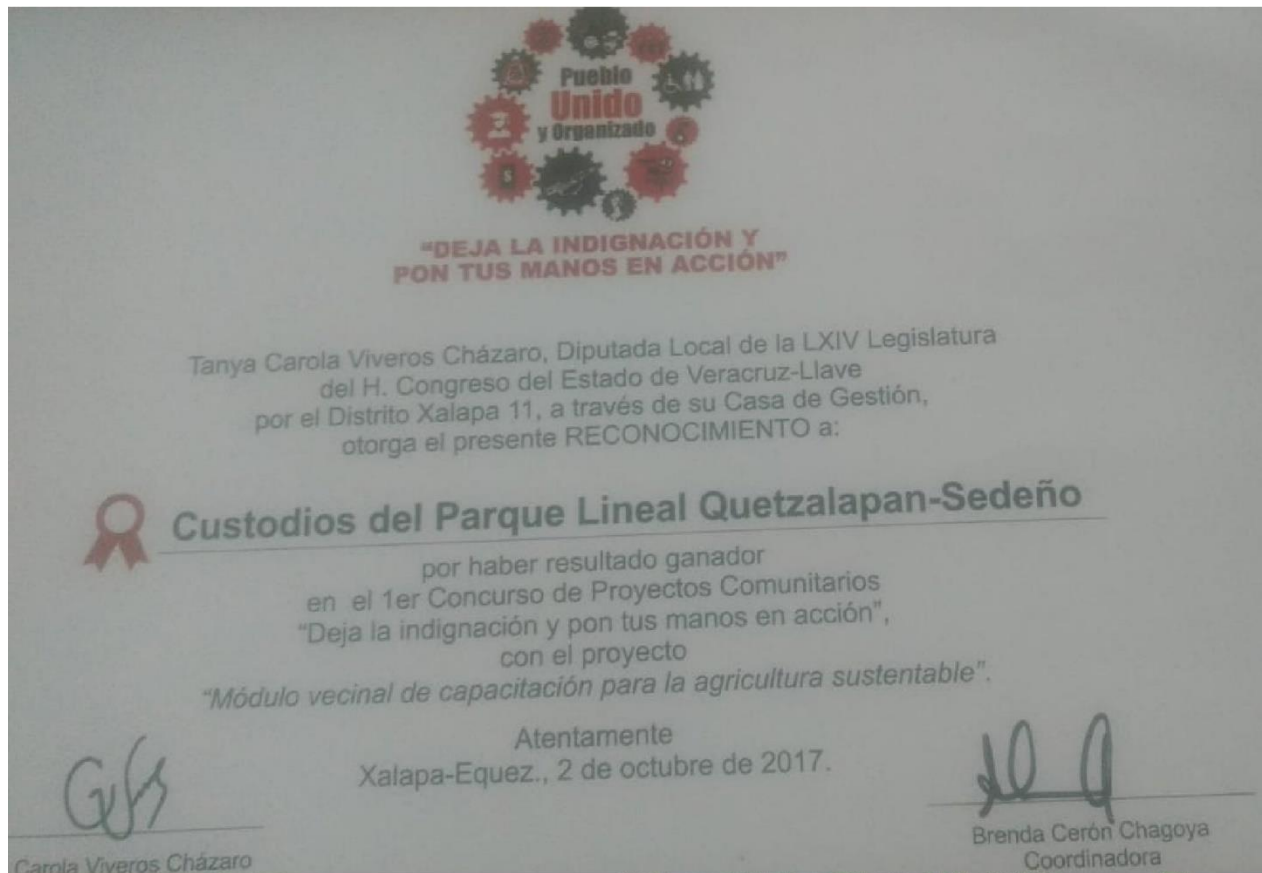 Pueblo
Unido
y Organizado
"DEJA LA INDIGNACIÓN Y
PON TUS MANOS EN ACCIÓN"
Tanya Carola Viveros Cházaro, Diputada Local de la LXIV Legislatura
del H. Congreso del Estado de Veracruz-Llave
por el Distrito Xalapa 11, a través de su Casa de Gestión,
otorga el presente RECONOCIMIENTO a:
Custodios del Parque Lineal Quetzalapan-Sedeño
por haber resultado ganador
en el 1er Concurso de Proyectos Comunitarios
"Deja la indignación y pon tus manos en acción",
con el proyecto
"Módulo vecinal de capacitación para la agricultura sustentable".
Atentamente
Xalapa-Equez., 2 de octubre de 2017.
Carola Viveros Cházaro
Brenda Cerón Chagoya
Coordinadora